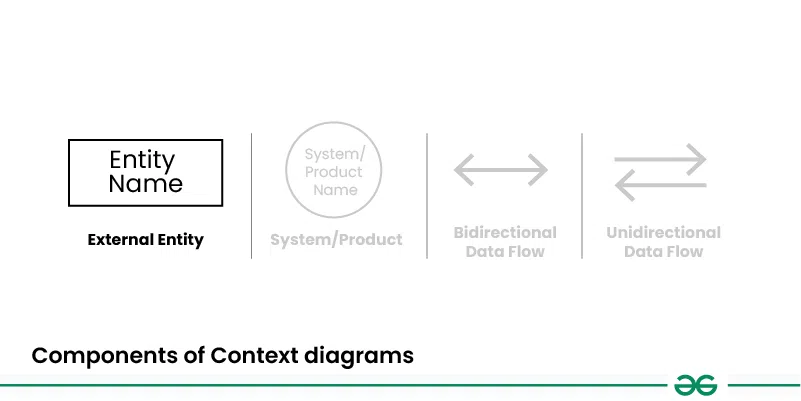 Entity
Name
External Entity
System/
Product
Name
System/Product
Bidirectional
Data Flow
Unidirectional
Data Flow
Components of Context diagrams